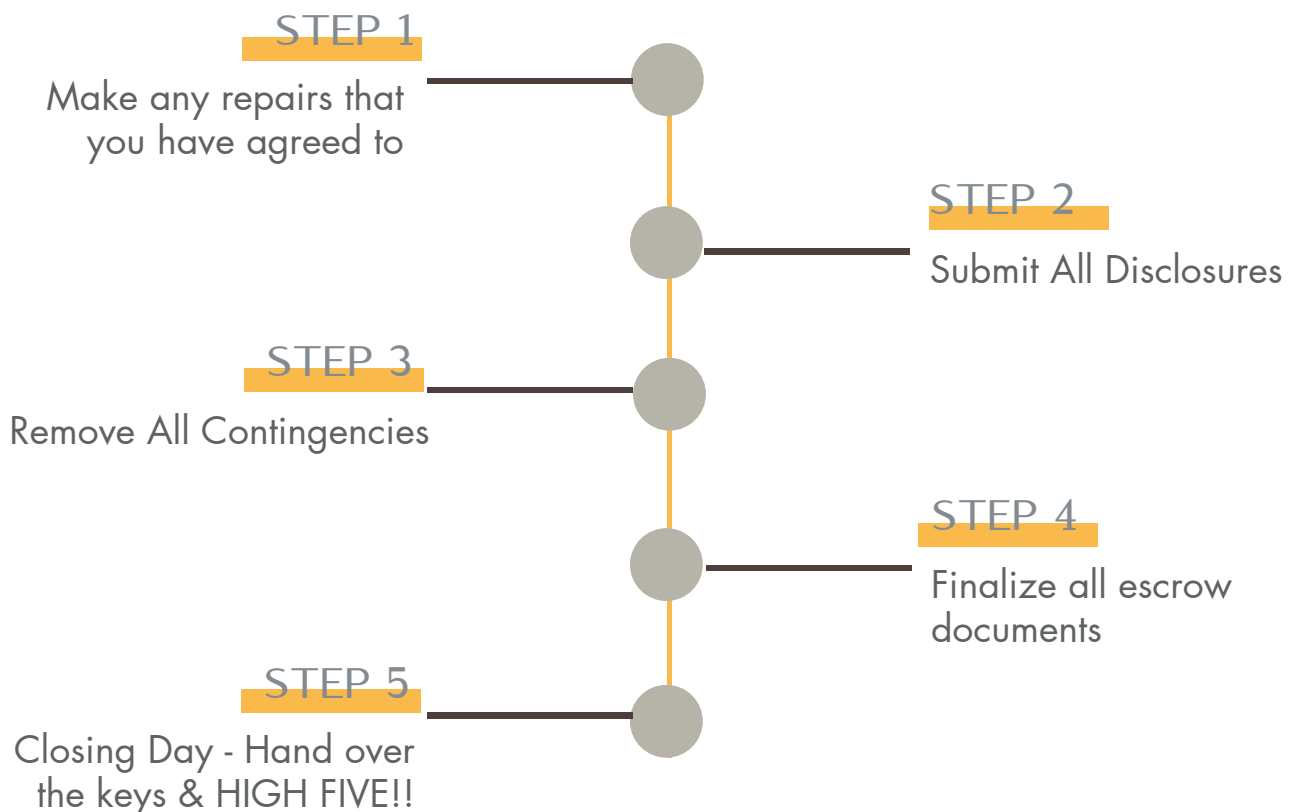 STEP 1
Make any repairs that
you have agreed to
STEP 2
Submit All Disclosures
STEP 3
Remove All Contingencies
STEP 4
Finalize all escrow
documents
STEP 5
Closing Day - Hand over
the keys & HIGH FIVE!!